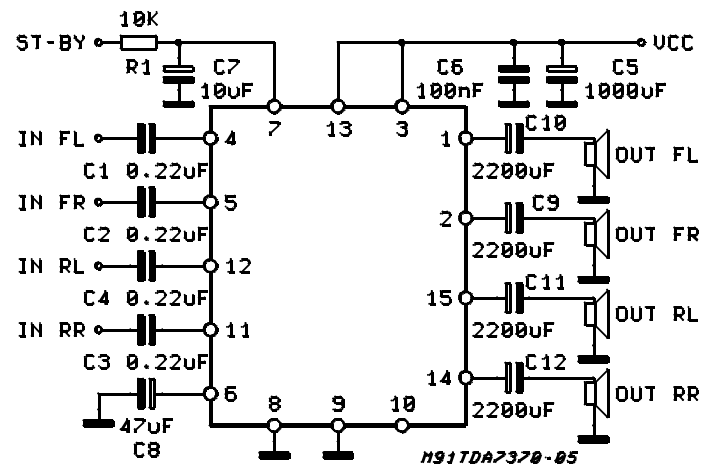 10K
ST-BY
VCC
R1
C7
10uF
C6
100nF
C5
1000uF
7
13
3
IN FL
4
C1 0.22uF
1
C10
2200uF
OUT FL
IN FR
5
C2 0.22uF
2
C9
2200uF
OUT FR
IN RL
12
C4 0.22uF
15
C11
2200uF
OUT RL
IN RR
11
C3 0.22uF
14
C12
2200uF
OUT RR
6
47uF
C8
8
9
10
M91TDA7370-05